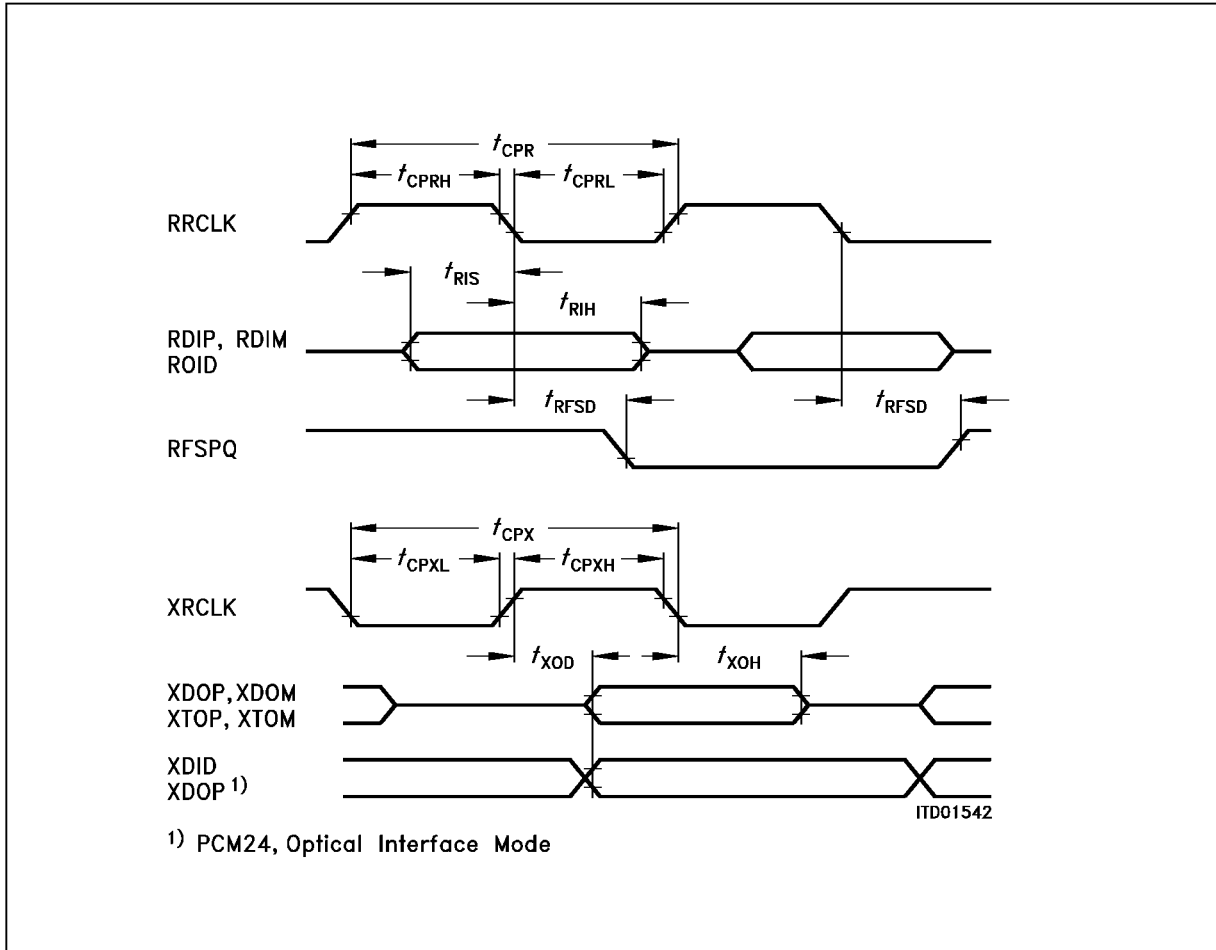 tCPR
tCPRH
tCPRL
RRCLK
tRIS
tRIH
RDIP, RDIM
ROID
tRFSD
tRFSD
RFSPQ
tCPX
tCPXL
tCPXH
XRCLK
tXOD
tXOH
XDOP, XDOM
XTOP, XTOM
XDID
XDOP 1)
ITD01542
1) PCM24, Optical Interface Mode